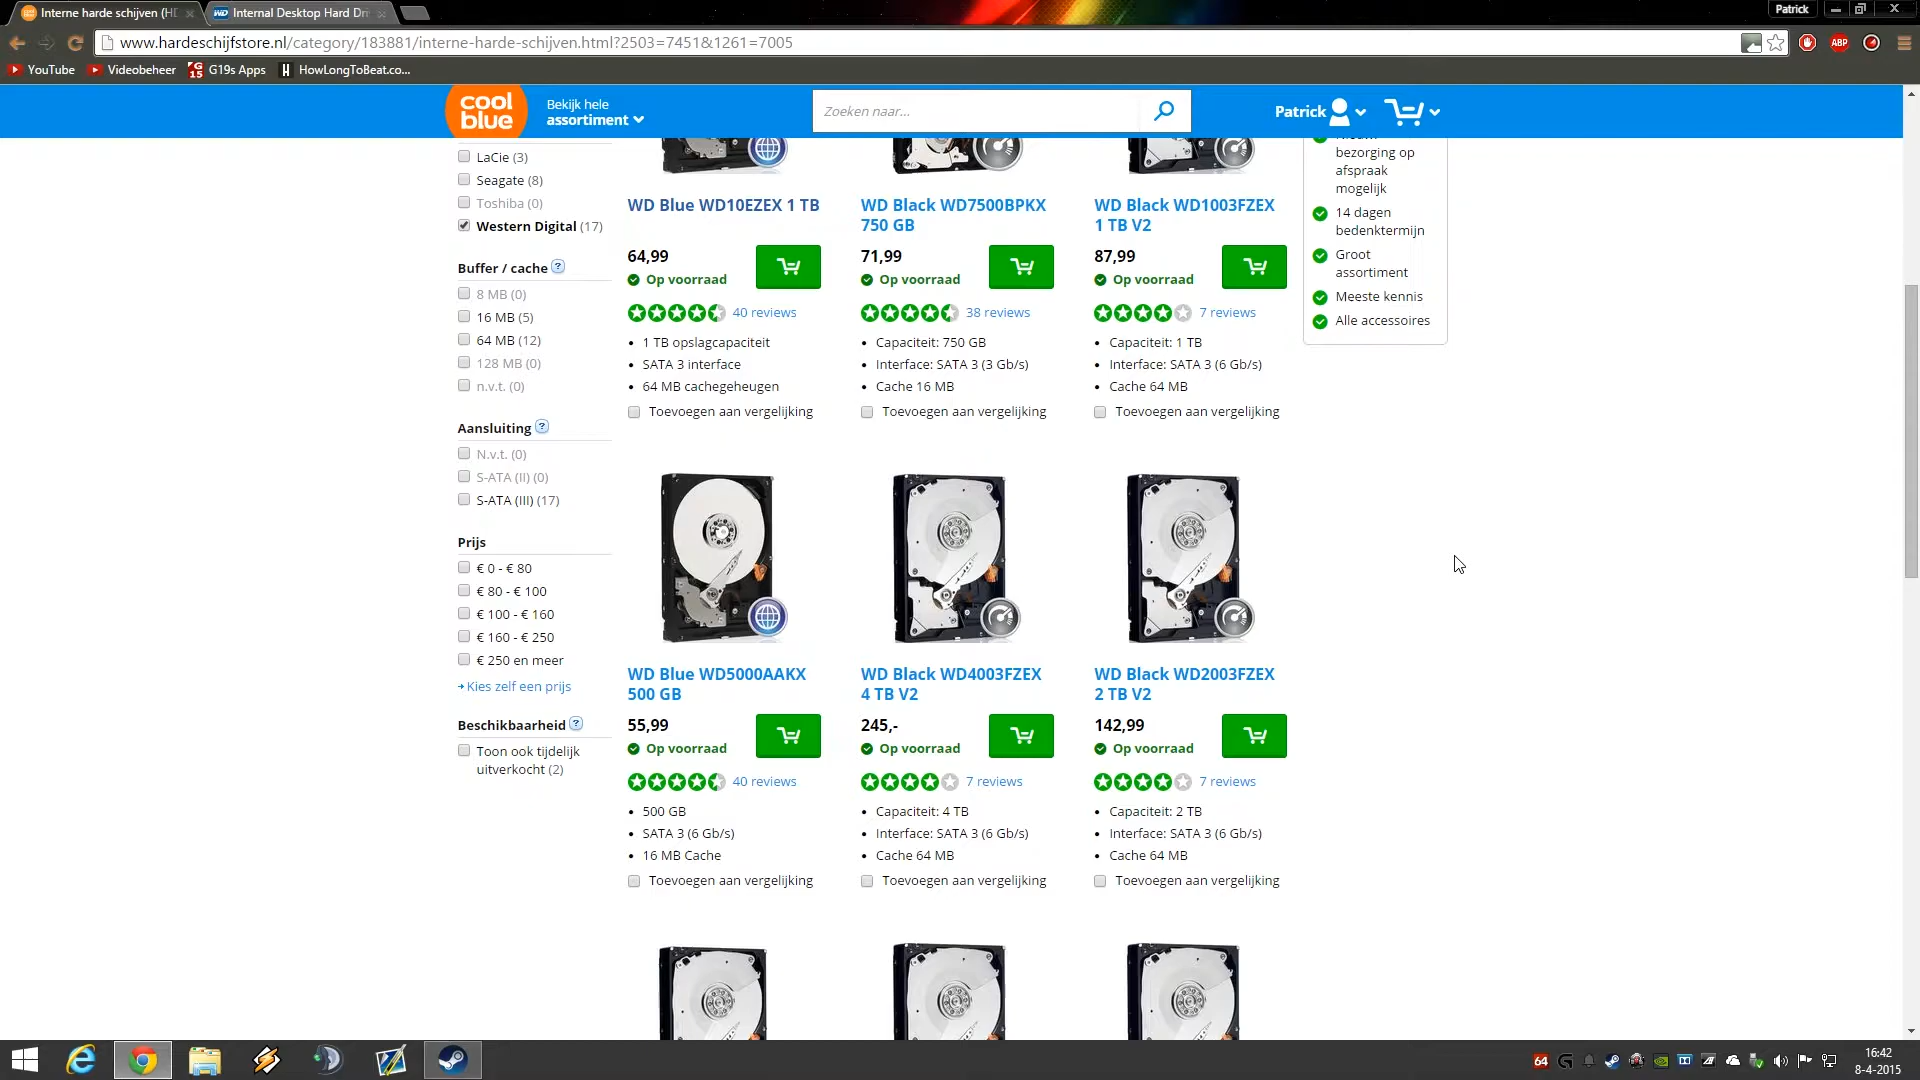 Interne harde schijven (HD
Internal Desktop Hard Dri
Patrick
www.hardeschijfstore.nl/category/183881/interne-harde-schijven.html?2503=7451&1261=7005
ABP
YouTube
Videobeheer
G19s Apps
HowLongToBeat.co...
cool
blue
Bekijk hele
assortiment
Zoeken naar...
Patrick
LaCie (3)
Seagate (8)
Toshiba (0)
Western Digital (17)
Buffer / cache ?
8 MB (0)
16 MB (5)
64 MB (12)
128 MB (0)
n.v.t. (0)
Aansluiting ?
N.v.t. (0)
S-ATA (II) (0)
S-ATA (III) (17)
Prijs
€ 0 - € 80
€ 80 - € 100
€ 100 - € 160
€ 160 - € 250
€ 250 en meer
Kies zelf een prijs
Beschikbaarheid ?
Toon ook tijdelijk
uitverkocht (2)
WD Blue WD10EZEX 1 TB
64,99
Op voorraad
40 reviews
• 1 TB opslagcapaciteit
• SATA 3 interface
• 64 MB cachegeheugen
Toevoegen aan vergelijking
WD Black WD7500BPKX
750 GB
71,99
Op voorraad
38 reviews
• Capaciteit: 750 GB
• Interface: SATA 3 (3 Gb/s)
• Cache 16 MB
Toevoegen aan vergelijking
WD Black WD1003FZEX
1 TB V2
87,99
Op voorraad
7 reviews
• Capaciteit: 1 TB
• Interface: SATA 3 (6 Gb/s)
• Cache 64 MB
Toevoegen aan vergelijking
bezorging op
afspraak
mogelijk
14 dagen
bedenktermijn
Groot
assortiment
Meeste kennis
Alle accessoires
WD Blue WD5000AAKX
500 GB
55,99
Op voorraad
40 reviews
• 500 GB
• SATA 3 (6 Gb/s)
• 16 MB Cache
Toevoegen aan vergelijking
WD Black WD4003FZEX
4 TB V2
245,-
Op voorraad
7 reviews
• Capaciteit: 4 TB
• Interface: SATA 3 (6 Gb/s)
• Cache 64 MB
Toevoegen aan vergelijking
WD Black WD2003FZEX
2 TB V2
142,99
Op voorraad
7 reviews
• Capaciteit: 2 TB
• Interface: SATA 3 (6 Gb/s)
• Cache 64 MB
Toevoegen aan vergelijking
64
16:42
8-4-2015